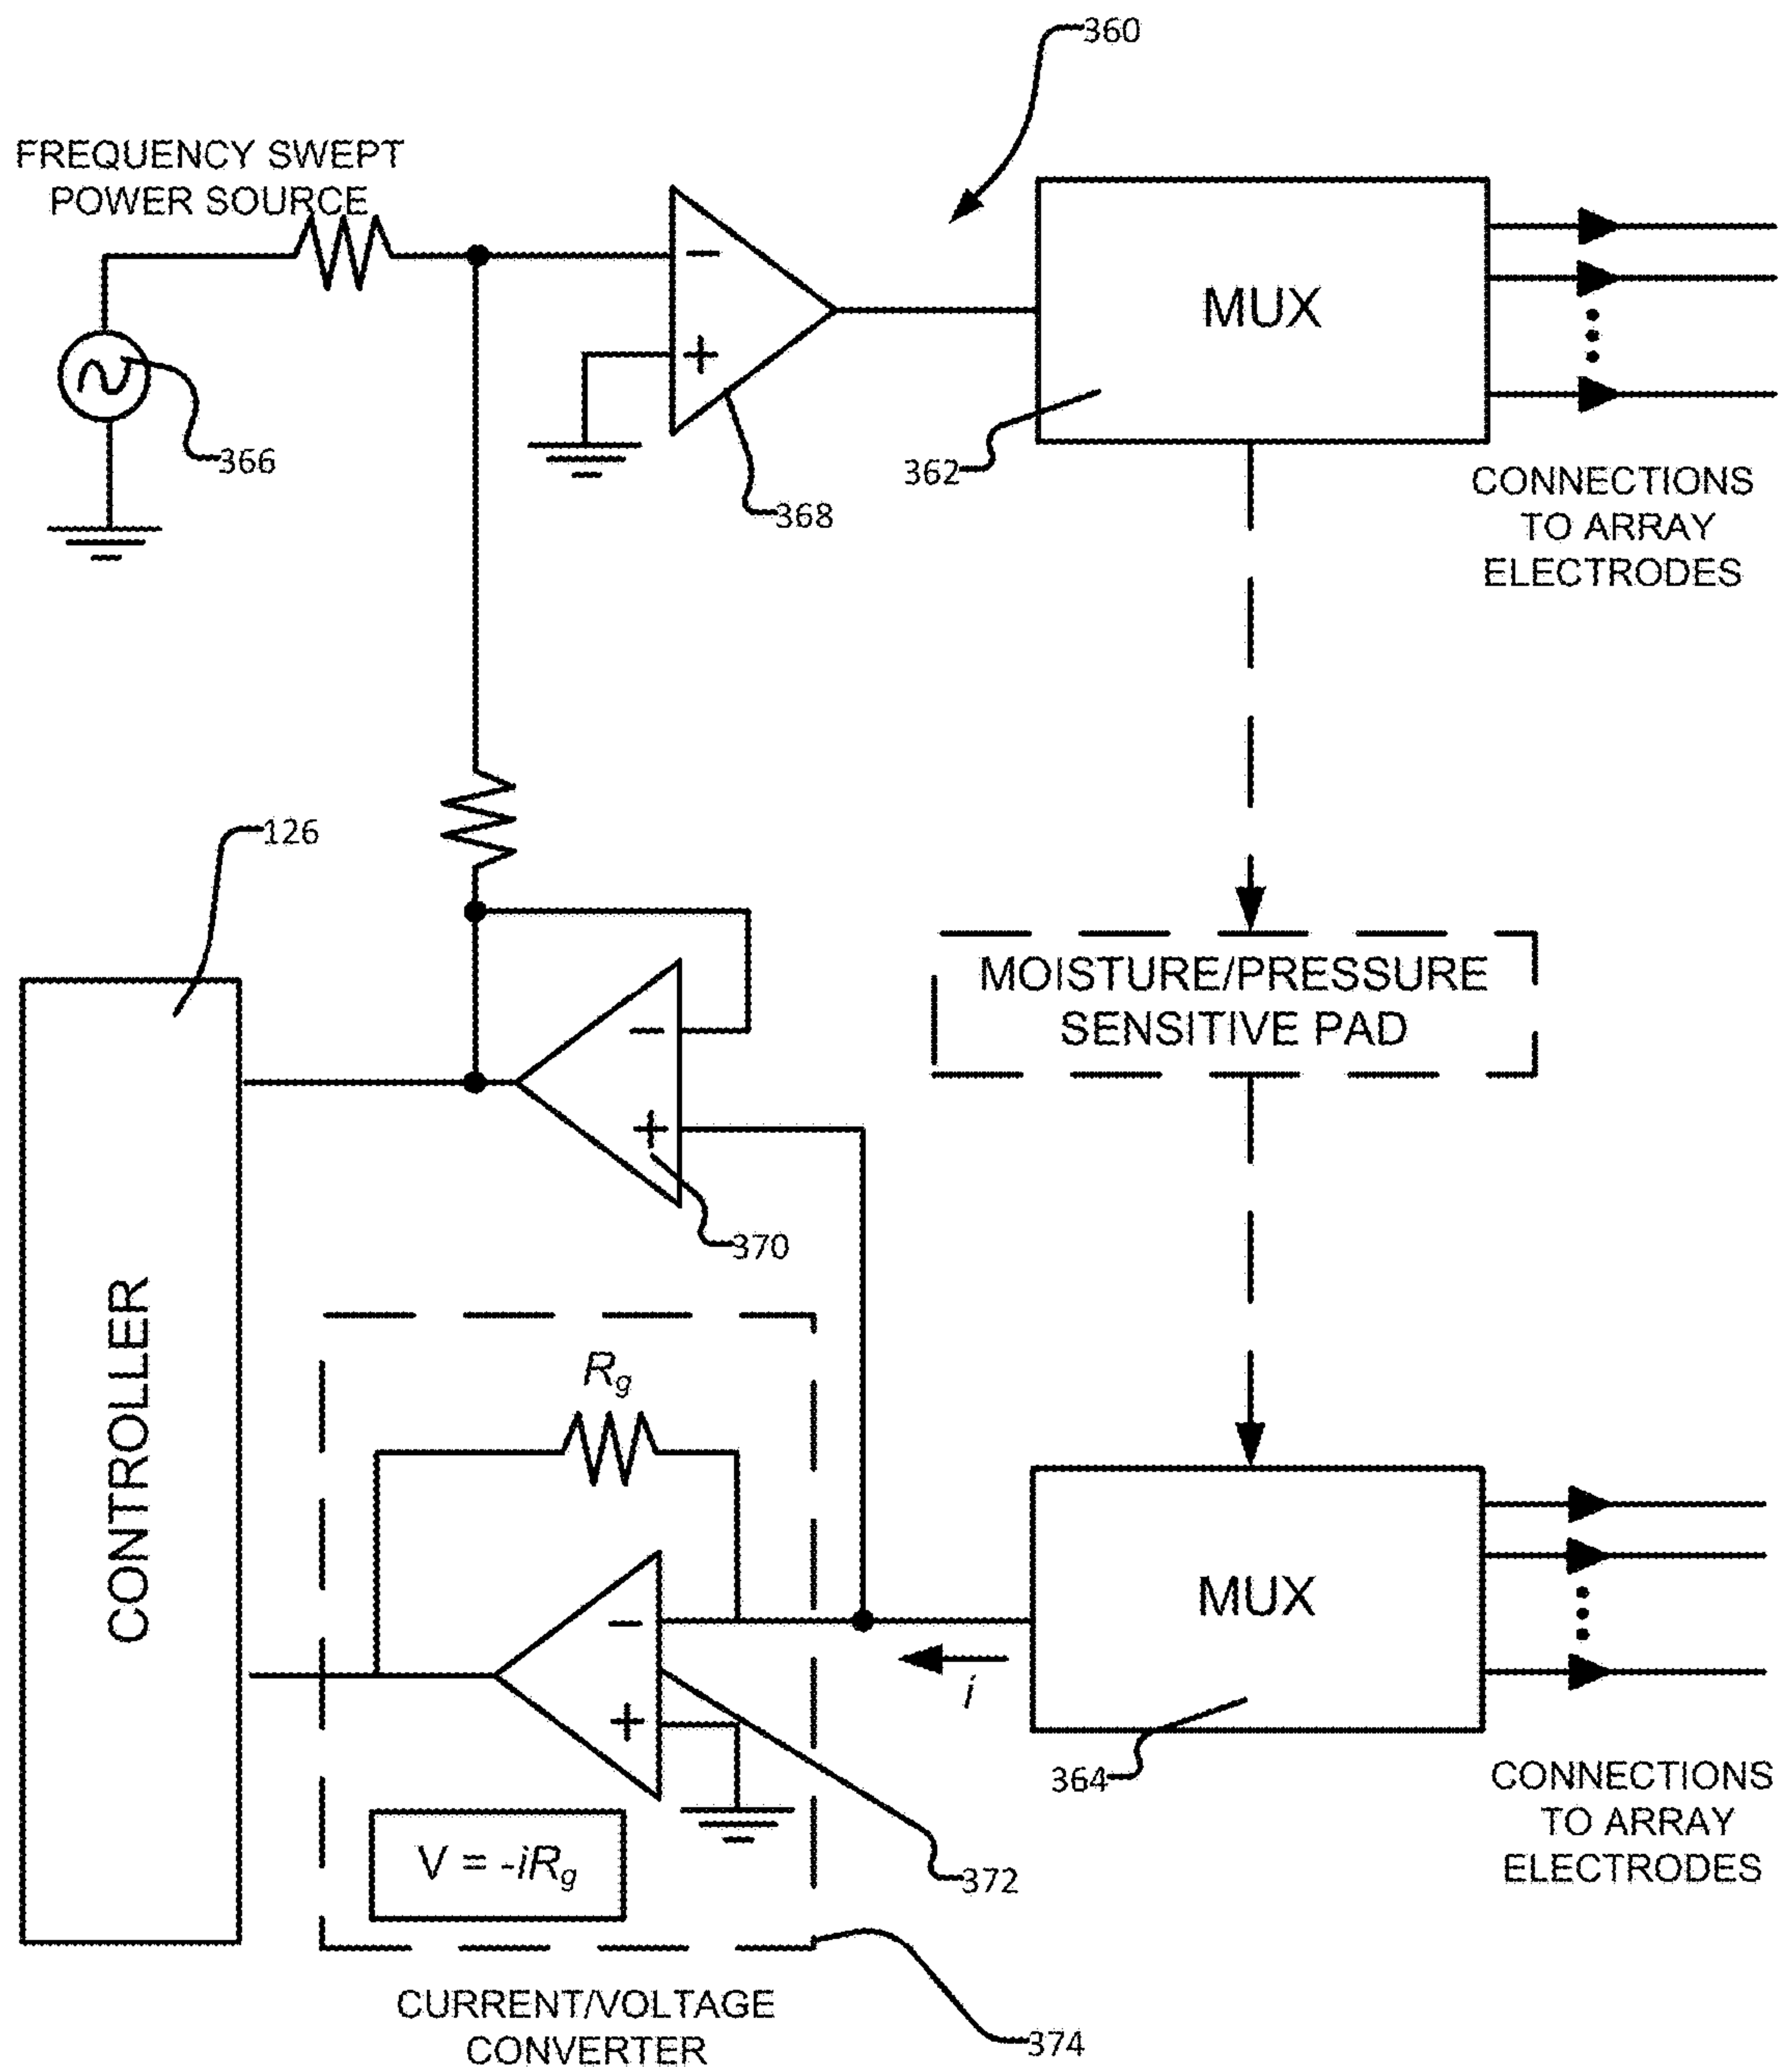 360
FREQUENCY SWEPT
POWER SOURCE
−
+
MUX
366
368
362
CONNECTIONS
TO ARRAY
ELECTRODES
126
MOISTURE/PRESSURE
SENSITIVE PAD
−
+
370
CONTROLLER
Rg
−
+
i
MUX
364
V = -iRg
372
CONNECTIONS
TO ARRAY
ELECTRODES
CURRENT/VOLTAGE
CONVERTER
374